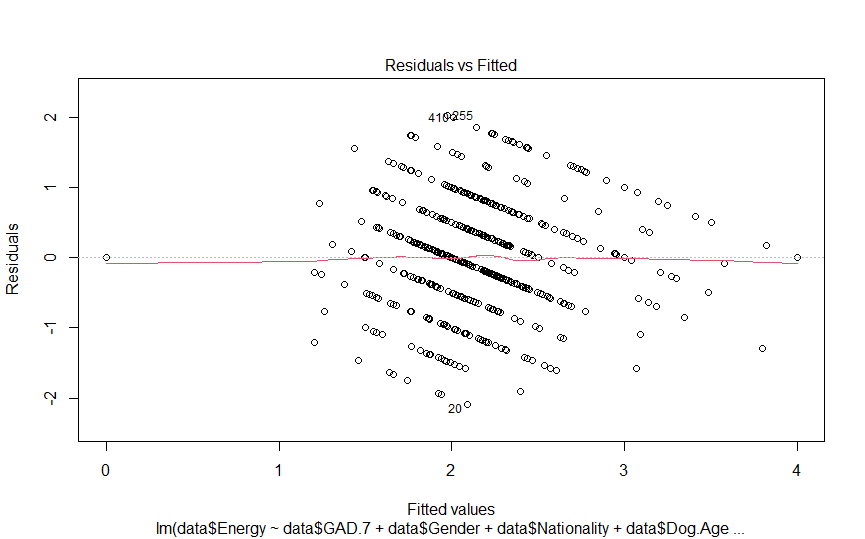 Residuals vs Fitted
410 255
20
2
1
0
-1
-2
Residuals
0 1 2 3 4
Fitted values
lm(data$Energy ~ data$GAD.7 + data$Gender + data$Nationality + data$Dog.Age ...